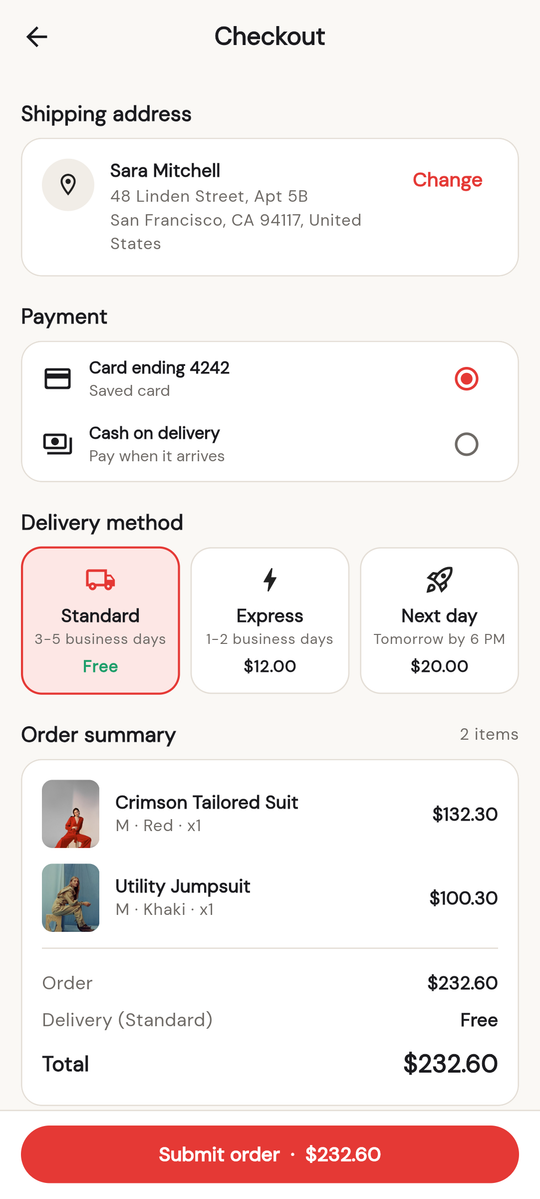 Checkout
Shipping address
Sara Mitchell
48 Linden Street, Apt 5B
San Francisco, CA 94117, United
States
Change
Payment
Card ending 4242
Saved card
Cash on delivery
Pay when it arrives
Delivery method
Standard
3–5 business days
Free
Express
1–2 business days
$12.00
Next day
Tomorrow by 6 PM
$20.00
Order summary
2 items
Crimson Tailored Suit
M · Red · x1
$132.30
Utility Jumpsuit
M · Khaki · x1
$100.30
Order
$232.60
Delivery (Standard)
Free
Total
$232.60
Submit order · $232.60